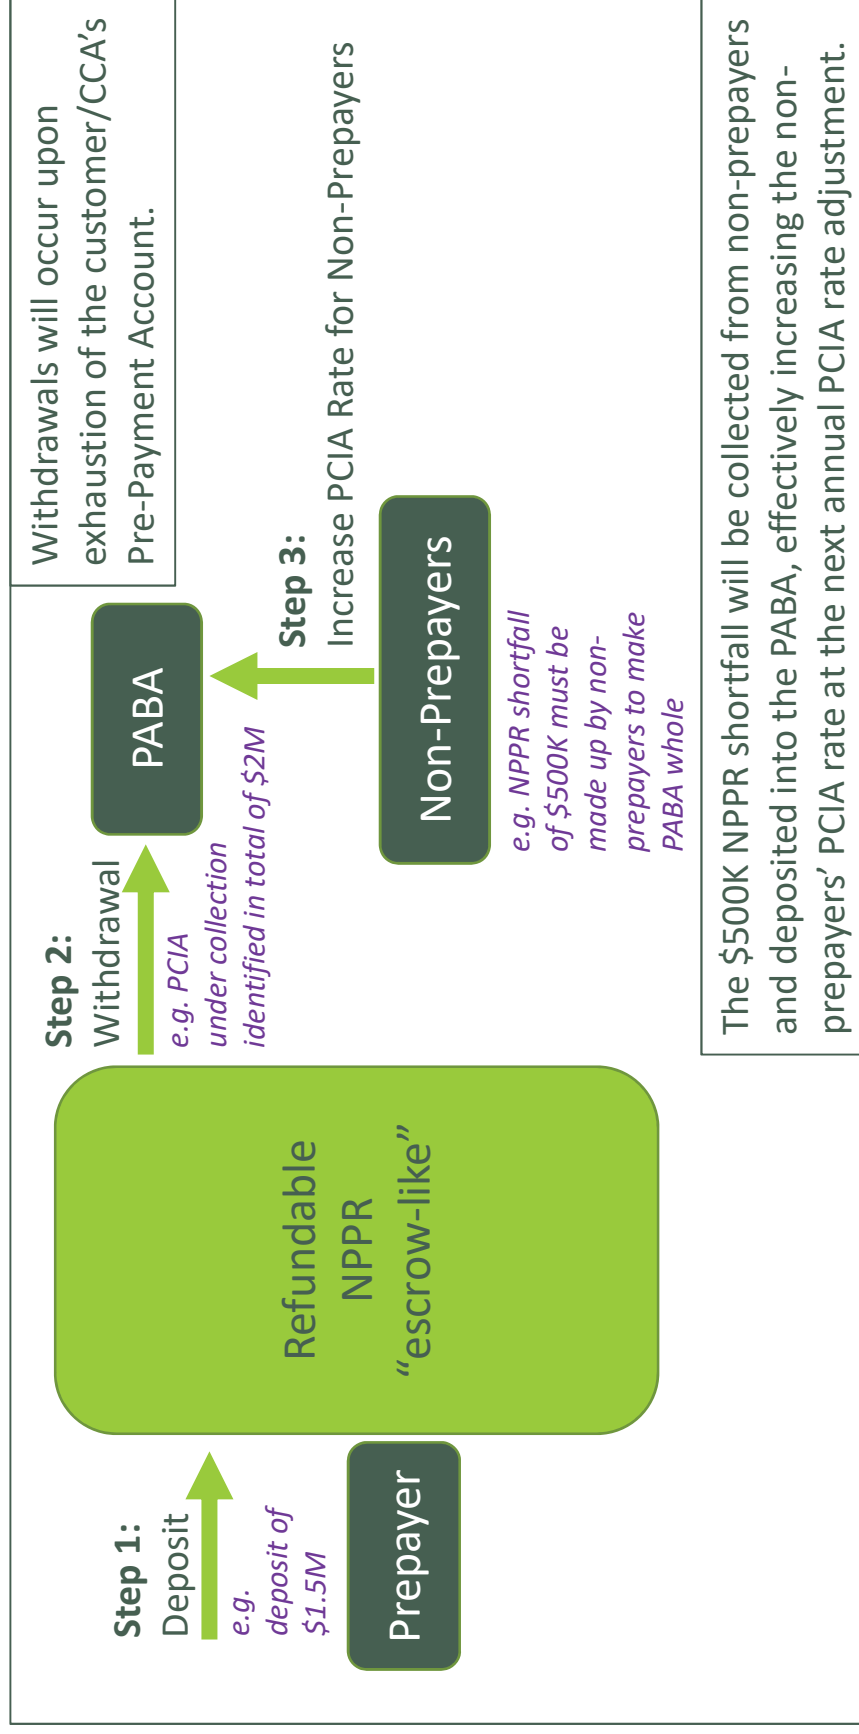 Step 1:
Deposit
e.g.
deposit of
$1.5M
Prepayer
Refundable
NPPR
“escrow-like”
Step 2:
Withdrawal
e.g. PCIA
under collection
identified in total of $2M
PABA
Withdrawals will occur upon
exhaustion of the customer/CCA’s
Pre-Payment Account.
Step 3:
Increase PCIA Rate for Non-Prepayers
Non-Prepayers
e.g. NPPR shortfall
of $500K must be
made up by non-
prepayers to make
PABA whole
The $500K NPPR shortfall will be collected from non-prepayers
and deposited into the PABA, effectively increasing the non-
prepayers’ PCIA rate at the next annual PCIA rate adjustment.